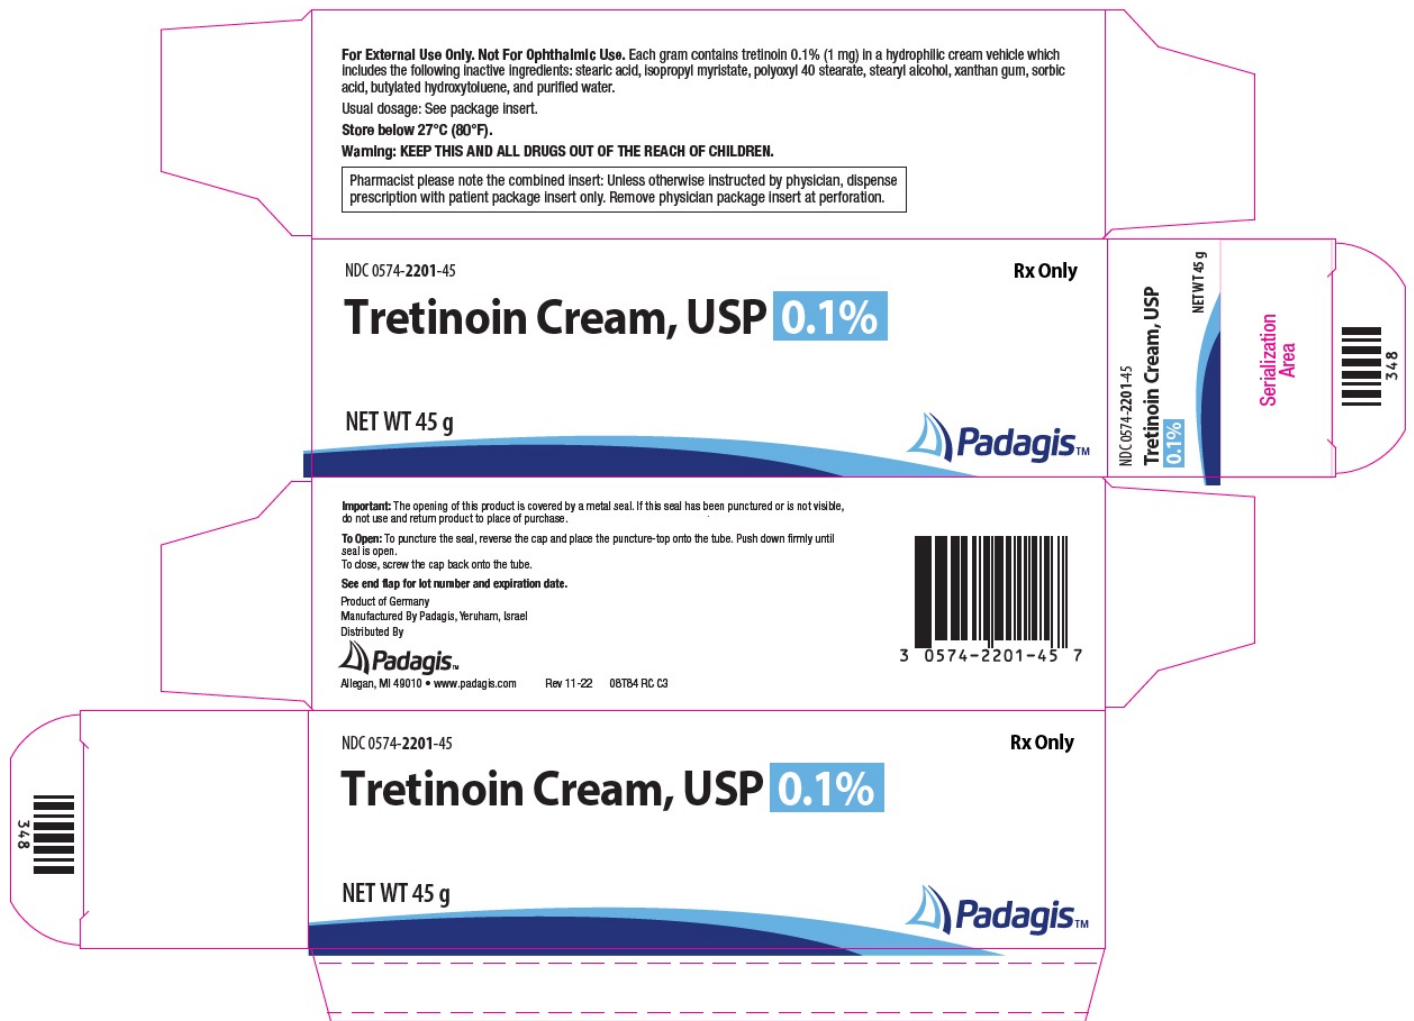 For External Use Only. Not For Ophthalmic Use. Each gram contains tretinoin 0.1% (1 mg) in a hydrophilic cream vehicle which
includes the following inactive ingredients: stearic acid, isopropyl myristate, polyoxyl 40 stearate, stearyl alcohol, xanthan gum, sorbic
acid, butylated hydroxytoluene, and purified water.
Usual dosage: See package insert.
Store below 27°C (80°F).
Warning: KEEP THIS AND ALL DRUGS OUT OF THE REACH OF CHILDREN.
Pharmacist please note the combined insert: Unless otherwise instructed by physician, dispense
prescription with patient package insert only. Remove physician package insert at perforation.
NDC 0574-2201-45
Rx Only
Tretinoin Cream, USP 0.1%
NET WT 45 g
Padagis™
NDC 0574-2201-45
Tretinoin Cream, USP
0.1%
NET WT 45 g
Serialization
Area
348
Important: The opening of this product is covered by a metal seal. If this seal has been punctured or is not visible,
do not use and return product to place of purchase.
To Open: To puncture the seal, reverse the cap and place the puncture-top onto the tube. Push down firmly until
seal is open.
To close, screw the cap back onto the tube.
See end flap for lot number and expiration date.
Product of Germany
Manufactured By Padagis, Yeruham, Israel
Distributed By
Padagis™
Allegan, MI 49010 • www.padagis.com Rev 11-22 08T84 RC C3
3 0574-2201-45 7
NDC 0574-2201-45
Rx Only
Tretinoin Cream, USP 0.1%
NET WT 45 g
Padagis™
348